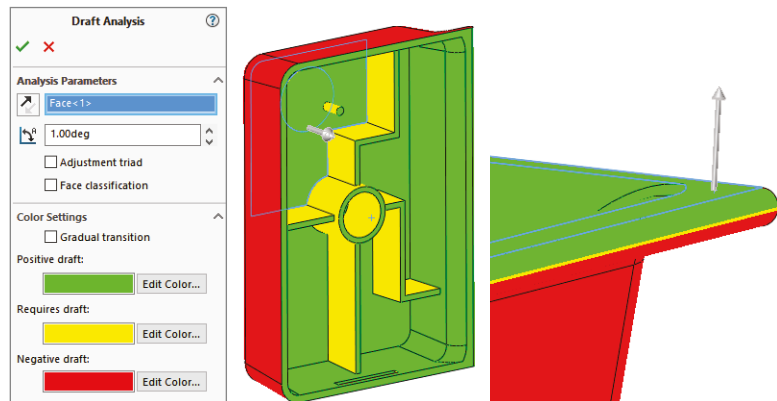 Draft Analysis
Analysis Parameters
Face<1>
1.00deg
Adjustment triad
Face classification
Color Settings
Gradual transition
Positive draft:
Edit Color...
Requires draft:
Edit Color...
Negative draft:
Edit Color...